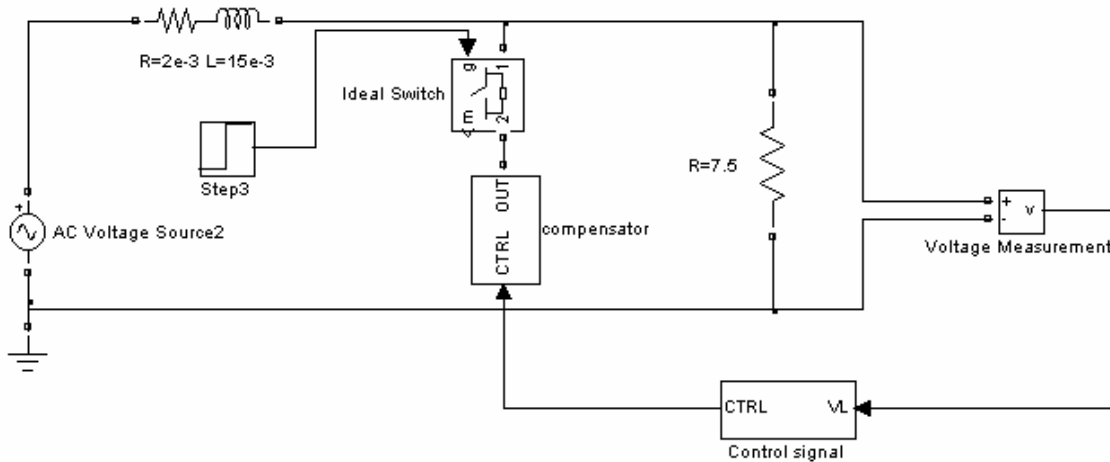 R=2e-3 L=15e-3
g
1
Ideal Switch
m
2
Step3
R=7.5
+
AC Voltage Source2
OUT
CTRL
compensator
+
-
v
Voltage Measurement
CTRL
VL
Control signal